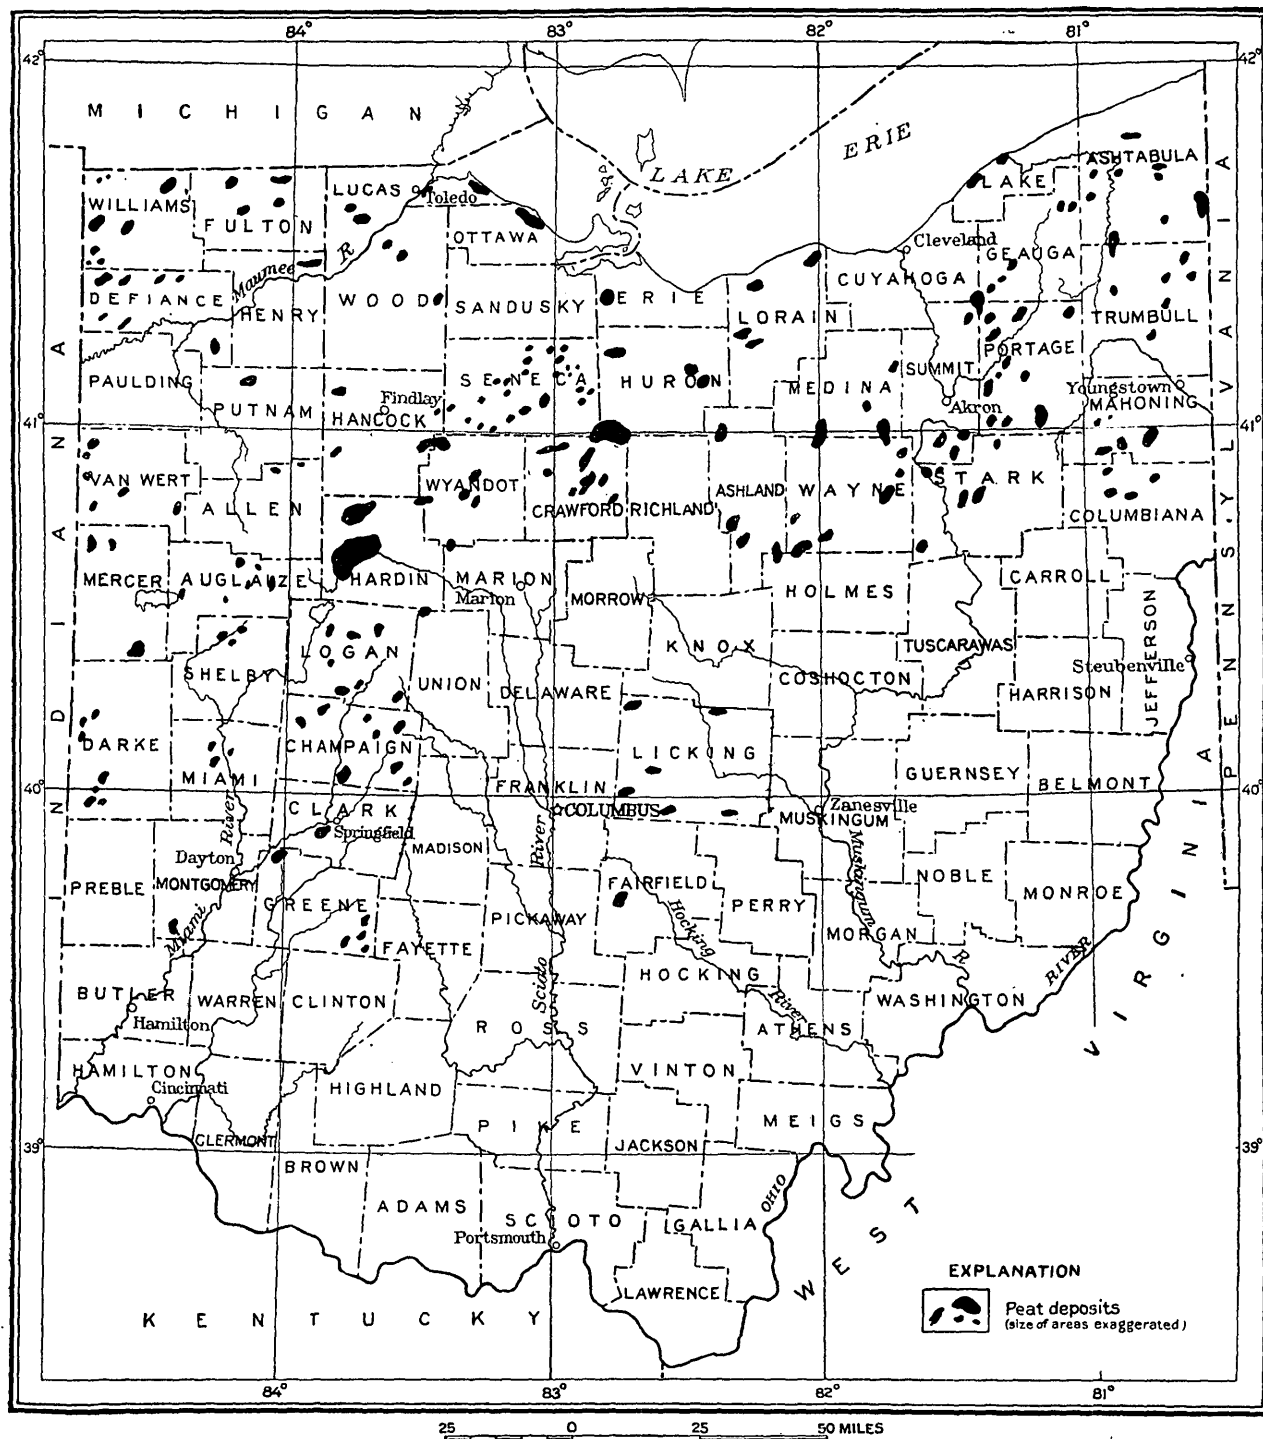 84° 83° 82° 81°
42° 42°
MICHIGAN
LAKE ERIE
ASHTABULA
LAKE
WILLIAMS
LUCAS
Toledo
FULTON
OTTAWA
Cleveland
GEAUGA
Maumee R
CUYAHOGA
DEFIANCE
WOOD
SANDUSKY
ERIE
HENRY
LORAIN
TRUMBULL
PORTAGE
SUMMIT
PAULDING
SENECA
HURON
MEDINA
Youngstown
PUTNAM
Findlay
HANCOCK
Akron
MAHONING
41° 41°
VAN WERT
WYANDOT
STARK
ALLEN
CRAWFORD
RICHLAND
ASHLAND
WAYNE
COLUMBIANA
MERCER
AUGLAIZE
HARDIN
MARION
Marion
MORROW
HOLMES
CARROLL
JEFFERSON
LOGAN
KNOX
TUSCARAWAS
Steubenville
SHELBY
UNION
DELAWARE
COSHOCTON
HARRISON
DARKE
CHAMPAIGN
LICKING
MIAMI
GUERNSEY
BELMONT
40° 40°
FRANKLIN
COLUMBUS
CLARK
Zanesville
MUSKINGUM
Springfield
River
River
MADISON
Muskingum
Dayton
PREBLE
MONTGOMERY
FAIRFIELD
NOBLE
MONROE
GREENE
PERRY
PICKAWAY
Miami
Hocking
FAYETTE
MORGAN
R
RIVER
HOCKING
BUTLER
WARREN
CLINTON
Scioto
River
WASHINGTON
Hamilton
ROSS
ATHENS
HAMILTON
VINTON
Cincinnati
HIGHLAND
PIKE
MEIGS
CLERMONT
JACKSON
39° 39°
BROWN
ADAMS
OHIO
SCIOTO
GALLIA
Portsmouth
LAWRENCE
INDIANA
PENNSYLVANIA
WEST VIRGINIA
KENTUCKY
EXPLANATION
Peat deposits
(size of areas exaggerated)
84° 83° 82° 81°
25 0 25 50 MILES